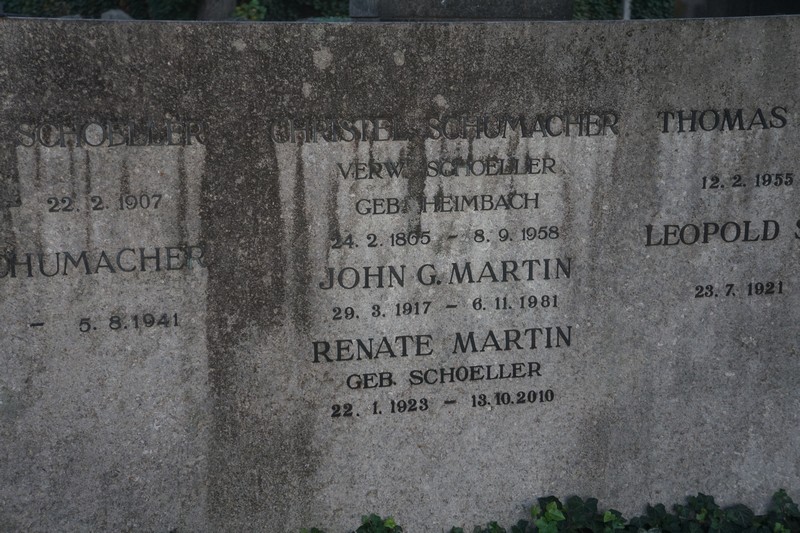 SCHOELLER
22. 2. 1907
CHUMACHER
– 5. 8. 1941
CHRISTEL SCHUMACHER
VERW. SCHOELLER
GEB. HEIMBACH
24. 2. 1865 – 8. 9. 1958
JOHN G. MARTIN
29. 3. 1917 – 6. 11. 1981
RENATE MARTIN
GEB. SCHOELLER
22. 1. 1923 – 13. 10. 2010
THOMAS
12. 2. 1955
LEOPOLD S
23. 7. 1921